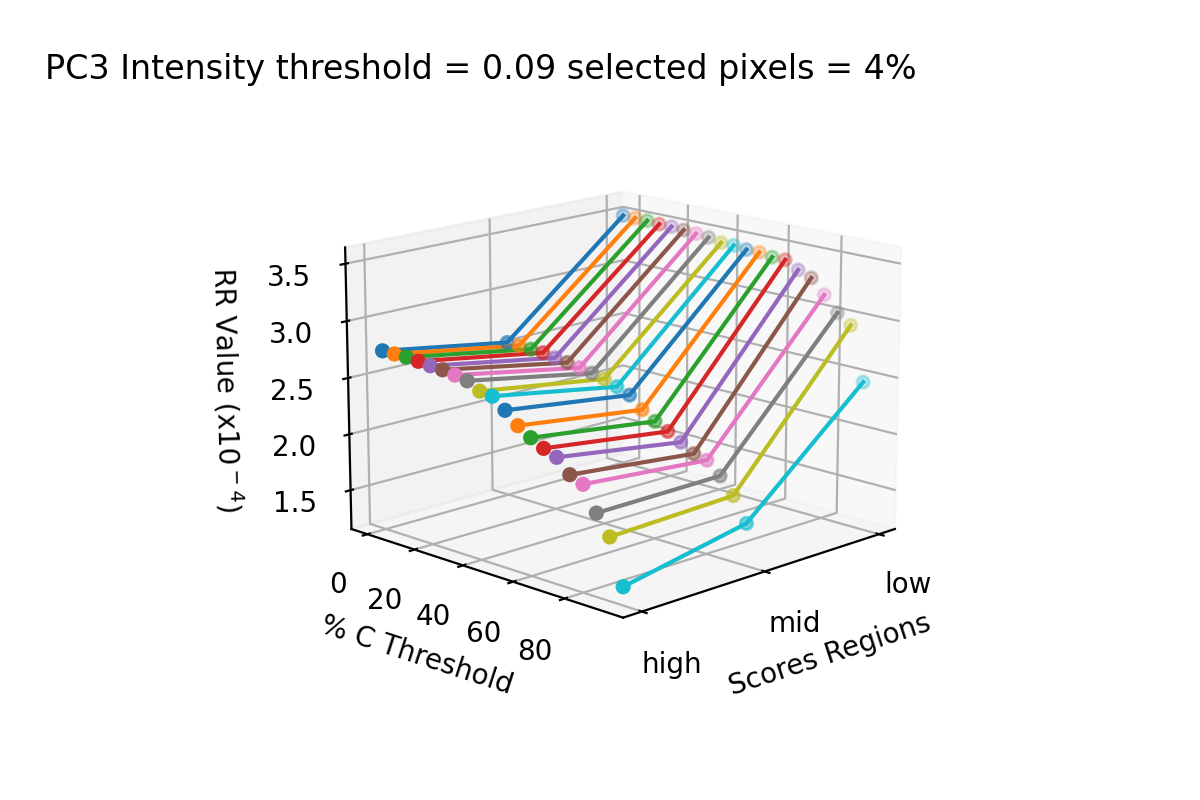 PC3 Intensity threshold = 0.09 selected pixels = 4%
3.5
3.0
2.5
2.0
1.5
RR Value (x10⁻⁴)
0
20
40
60
80
% C Threshold
low
mid
high
Scores Regions